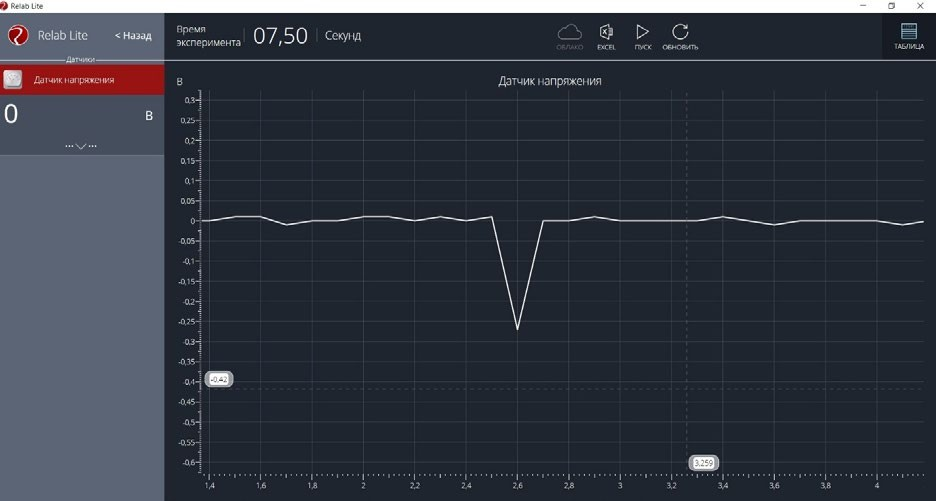 Relab Lite
Relab Lite
< Назад
Время
эксперимента
07,50
Секунд
ОБЛАКО
EXCEL
ПУСК
ОБНОВИТЬ
ТАБЛИЦА
Датчики
Датчик напряжения
0
В
В
Датчик напряжения
0,3
0,25
0,2
0,15
0,1
0,05
0
-0,05
-0,1
-0,15
-0,2
-0,25
-0,3
-0,35
-0,4
-0,42
-0,45
-0,5
-0,55
-0,6
3,259
1,4
1,6
1,8
2
2,2
2,4
2,6
2,8
3
3,2
3,4
3,6
3,8
4